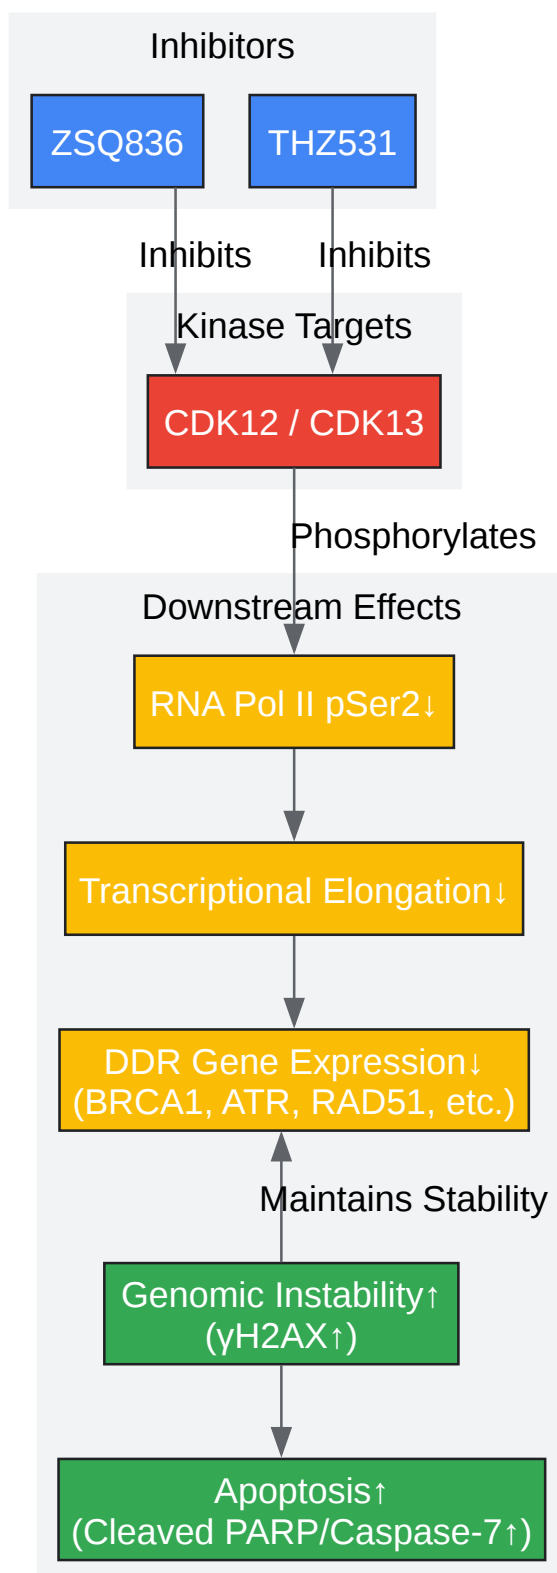 Inhibitors
ZSQ836
THZ531
Inhibits
Inhibits
Kinase Targets
CDK12 / CDK13
Phosphorylates
Downstream Effects
RNA Pol II pSer2↓
Transcriptional Elongation↓
DDR Gene Expression↓
(BRCA1, ATR, RAD51, etc.)
Maintains Stability
Genomic Instability↑
(γH2AX↑)
Apoptosis↑
(Cleaved PARP/Caspase-7↑)